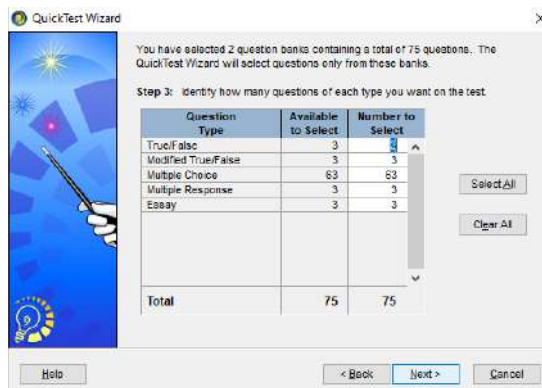 QuickTest Wizard
You have selected 2 question banks containing a total of 75 questions. The
QuickTest Wizard will select questions only from these banks.
Step 3: Identify how many questions of each type you want on the test.
Question Type Available to Select Number to Select
True/False 3 3
Modified True/False 3 3
Multiple Choice 63 63
Multiple Response 3 3
Essay 3 3
Total 75 75
Select All
Clear All
Help
< Back
Next >
Cancel